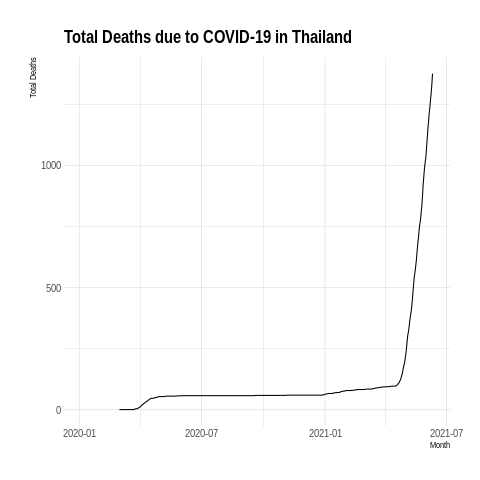 Total Deaths due to COVID-19 in Thailand
Total Deaths
1000
500
0
2020-01 2020-07 2021-01 2021-07
Month